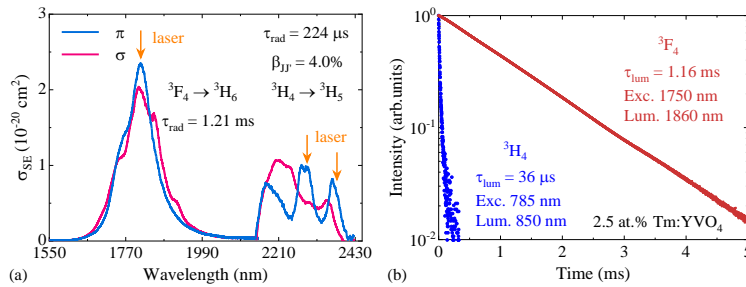 3
2
1
0
σSE (10⁻²⁰ cm²)
π
σ
laser
τrad = 224 μs
βJJ' = 4.0%
³F₄ → ³H₆
³H₄ → ³H₅
τrad = 1.21 ms
laser
1550 1770 1990 2210 2430
(a)
Wavelength (nm)
10⁰
10⁻¹
10⁻²
Intensity (arb.units)
³F₄
τlum = 1.16 ms
Exc. 1750 nm
Lum. 1860 nm
³H₄
τlum = 36 μs
Exc. 785 nm
Lum. 850 nm
2.5 at.% Tm:YVO₄
0 1 2 3 4 5
(b)
Time (ms)